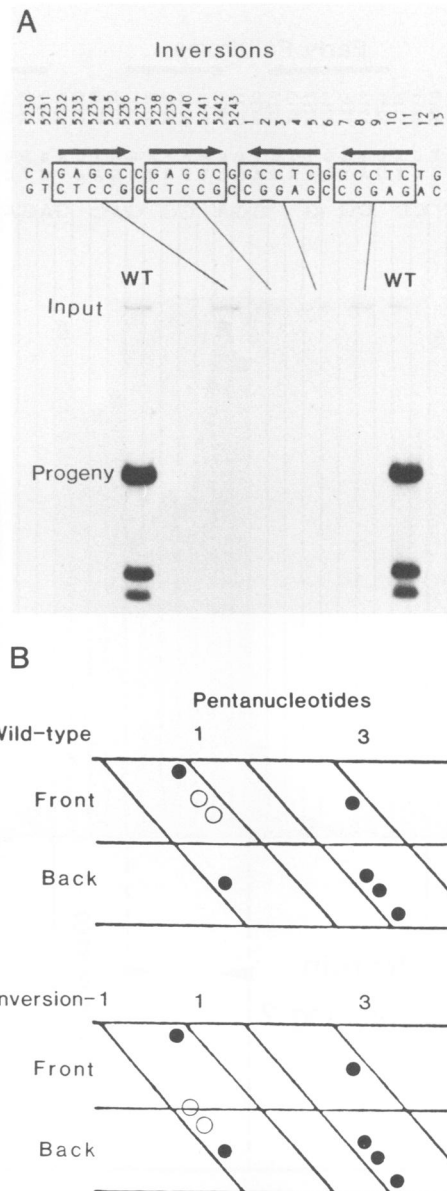 A
Inversions
5230 5231 5232 5233 5234 5235 5236 5237 5238 5239 5240 5241 5242 5243 1 2 3 4 5 6 7 8 9 10 11 12 13
C A G A G G C C G A G G C G G C C T C G G C C T C T G
G T C T C C G G C T C C G C C G G A G C C G G A G A C
WT WT
Input
Progeny
B
Pentanucleotides
Wild-type 1 3
Front
Back
nversion-1 1 3
Front
Back